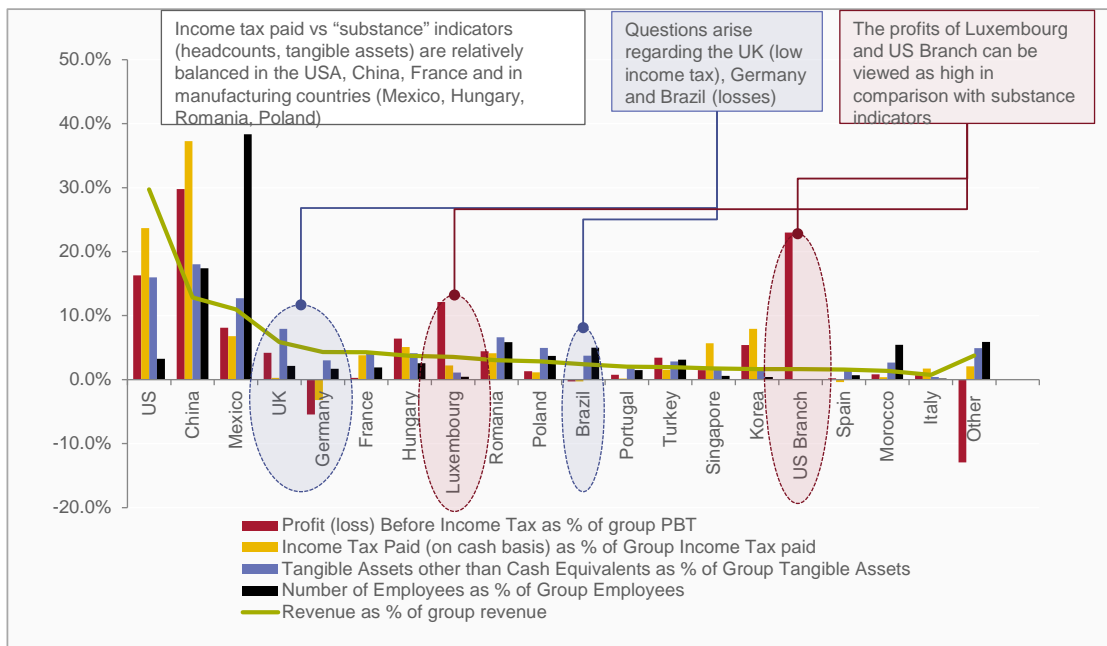 Income tax paid vs “substance” indicators
(headcounts, tangible assets) are relatively
balanced in the USA, China, France and in
manufacturing countries (Mexico, Hungary,
Romania, Poland)
Questions arise
regarding the UK (low
income tax), Germany
and Brazil (losses)
The profits of Luxembourg
and US Branch can be
viewed as high in
comparison with substance
indicators
50.0%
40.0%
30.0%
20.0%
10.0%
0.0%
-10.0%
-20.0%
US
China
Mexico
UK
Germany
France
Hungary
Luxembourg
Romania
Poland
Brazil
Portugal
Turkey
Singapore
Korea
US Branch
Spain
Morocco
Italy
Other
Profit (loss) Before Income Tax as % of group PBT
Income Tax Paid (on cash basis) as % of Group Income Tax paid
Tangible Assets other than Cash Equivalents as % of Group Tangible Assets
Number of Employees as % of Group Employees
Revenue as % of group revenue